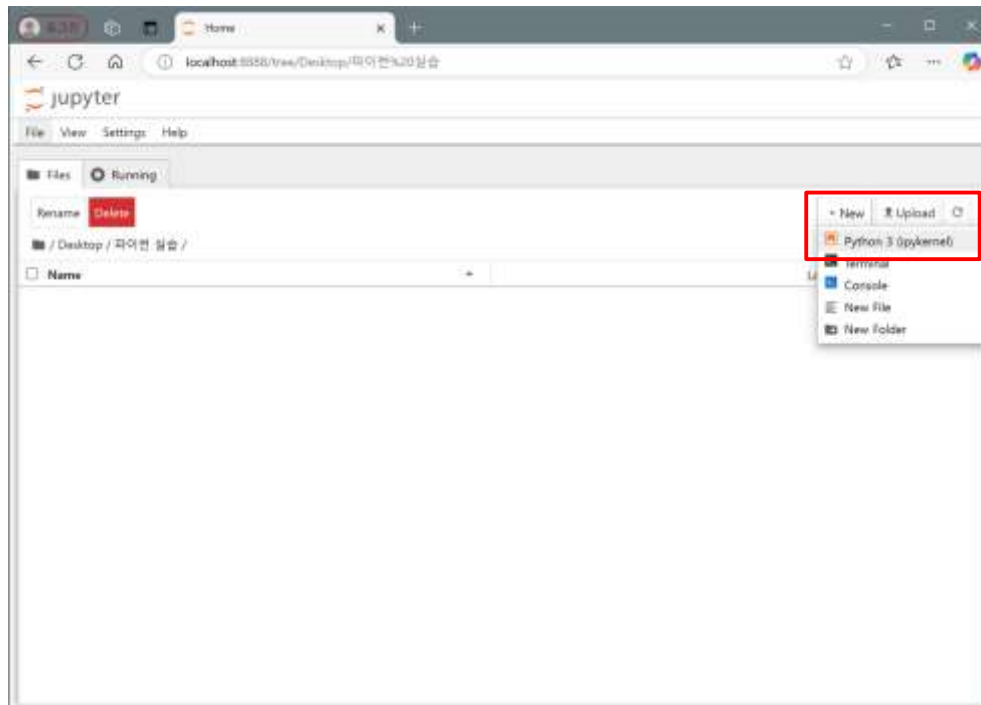 Home
localhost:8888/tree/Desktop/파이썬%20실습
jupyter
File View Settings Help
Files Running
Rename Delete
New Upload
/ Desktop / 파이썬 실습 /
Python 3 (ipykernel)
Name
Terminal
Console
New File
New Folder